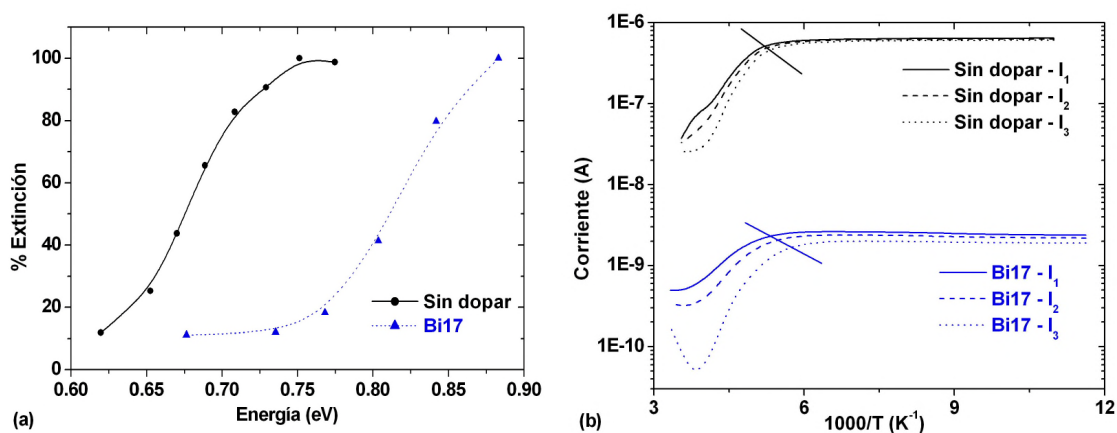 100
80
60
40
20
0
% Extinción
Sin dopar
Bi17
0.60 0.65 0.70 0.75 0.80 0.85 0.90
Energía (eV)
(a)
1E-6
1E-7
1E-8
1E-9
1E-10
Corriente (A)
Sin dopar - I₁
Sin dopar - I₂
Sin dopar - I₃
Bi17 - I₁
Bi17 - I₂
Bi17 - I₃
3 6 9 12
1000/T (K⁻¹)
(b)